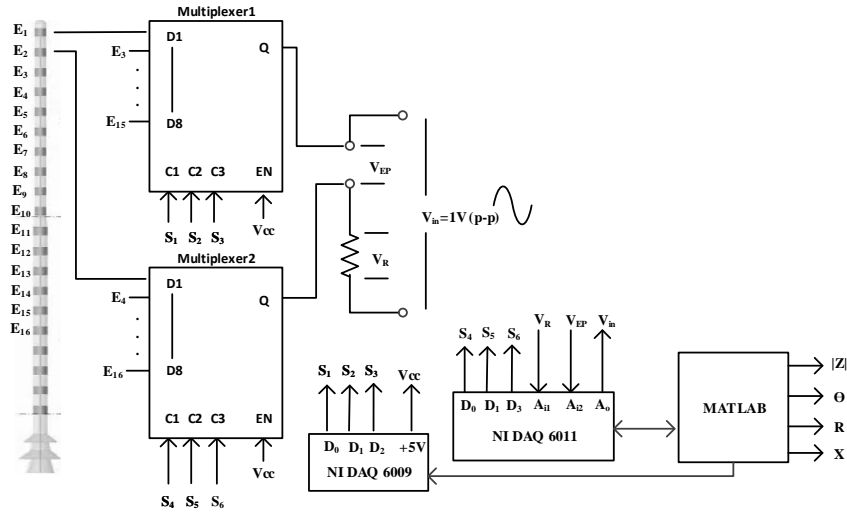 E1
E2
E3
E4
E5
E6
E7
E8
E9
E10
E11
E12
E13
E14
E15
E16
Multiplexer1
D1
E3
E15
D8
Q
C1 C2 C3 EN
S1 S2 S3 Vcc
Multiplexer2
D1
E4
E16
D8
Q
C1 C2 C3 EN
Vcc
S4 S5 S6
VEP
Vin=1V(p-p)
VR
S1 S2 S3 Vcc
D0 D1 D2 +5V
NI DAQ 6009
S4 S5 S6 VR VEP Vin
D0 D1 D3 Ai1 Ai2 Ao
NI DAQ 6011
MATLAB
|Z|
Θ
R
X